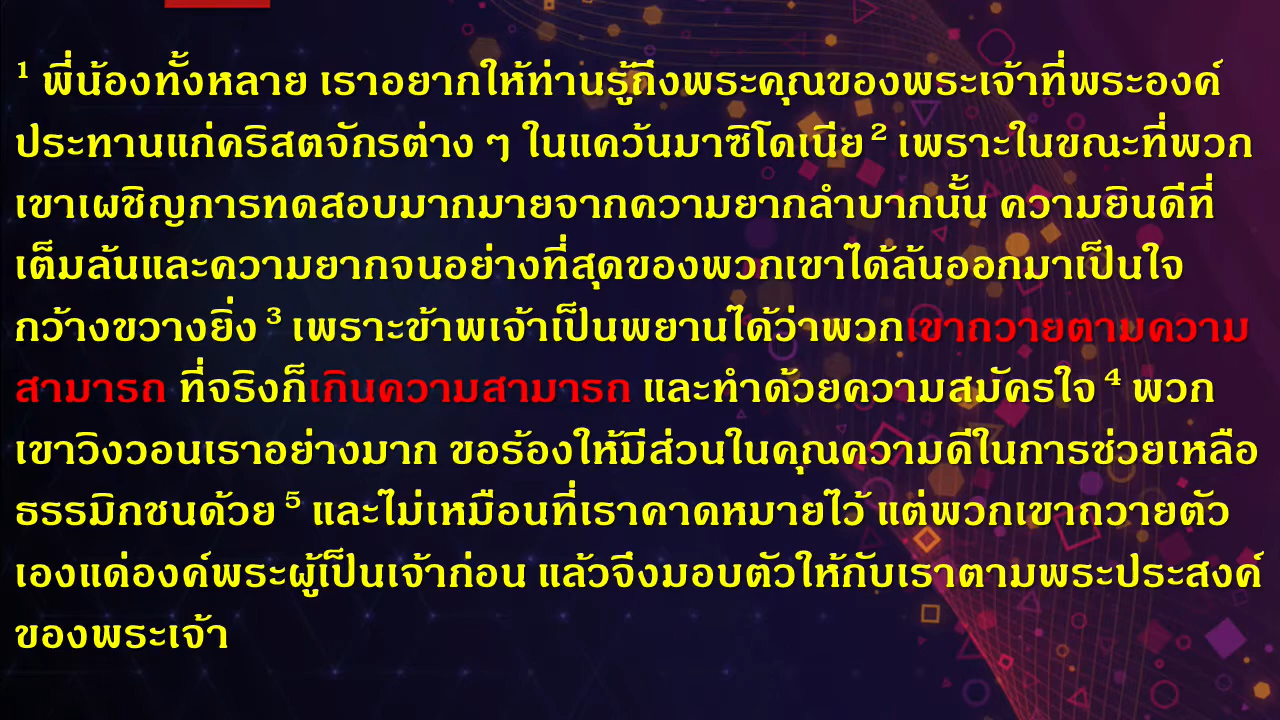 ¹ พี่น้องทั้งหลาย เราอยากให้ท่านรู้ถึงพระคุณของพระเจ้าที่พระองค์
ประทานแก่คริสตจักรต่าง ๆ ในแคว้นมาซิโดเนีย ² เพราะในขณะที่พวก
เขาเผชิญการทดสอบมากมายจากความยากลำบากนั้น ความยินดีที่
เต็มล้นและความยากจนอย่างที่สุดของพวกเขาได้ล้นออกมาเป็นใจ
กว้างขวางยิ่ง ³ เพราะข้าพเจ้าเป็นพยานได้ว่าพวกเขาถวายตามความ
สามารถ ที่จริงก็เกินความสามารถ และทำด้วยความสมัครใจ ⁴ พวก
เขาวิงวอนเราอย่างมาก ขอร้องให้มีส่วนในคุณความดีในการช่วยเหลือ
ธรรมิกชนด้วย ⁵ และไม่เหมือนที่เราคาดหมายไว้ แต่พวกเขาถวายตัว
เองแด่องค์พระผู้เป็นเจ้าก่อน แล้วจึงมอบตัวให้กับเราตามพระประสงค์
ของพระเจ้า